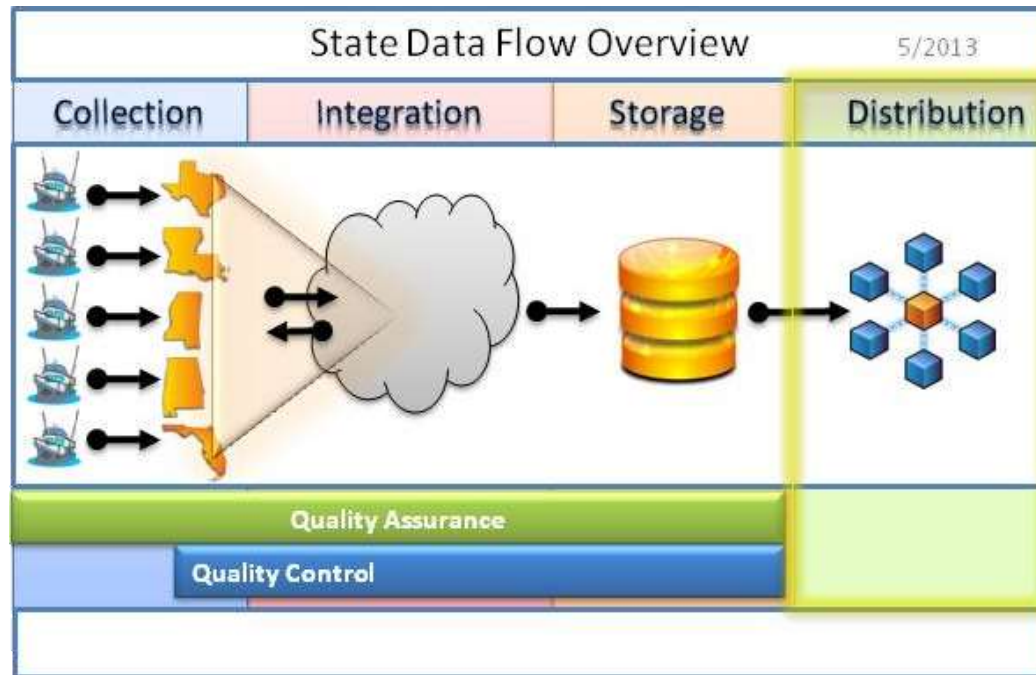 State Data Flow Overview
5/2013
Collection
Integration
Storage
Distribution
Quality Assurance
Quality Control